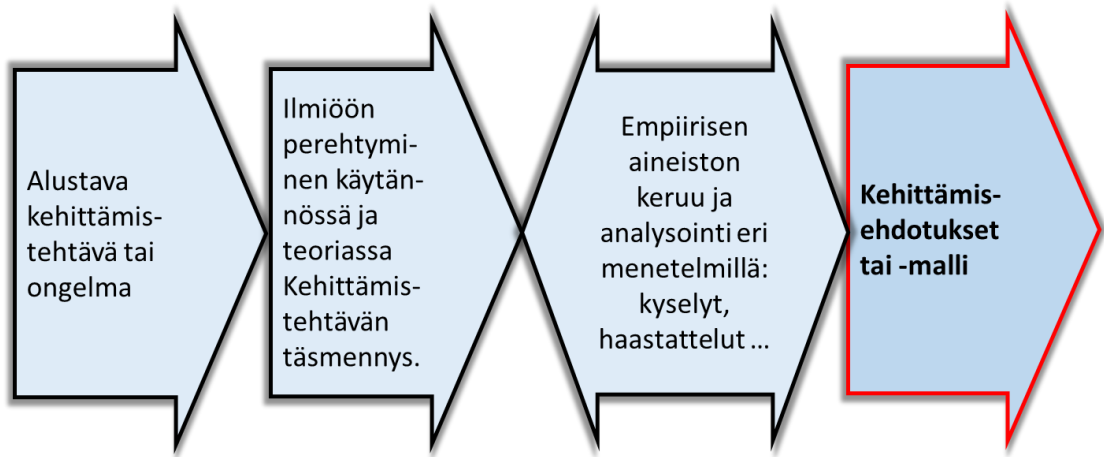 Alustava
kehittämis-
tehtävä tai
ongelma
Ilmiöön
perehtymi-
nen käytän-
nössä ja
teoriassa
Kehittämis-
tehtävän
täsmennys.
Empiirisen
aineiston
keruu ja
analysointi eri
menetelmillä:
kyselyt,
haastattelut ...
Kehittämis-
ehdotukset
tai -malli